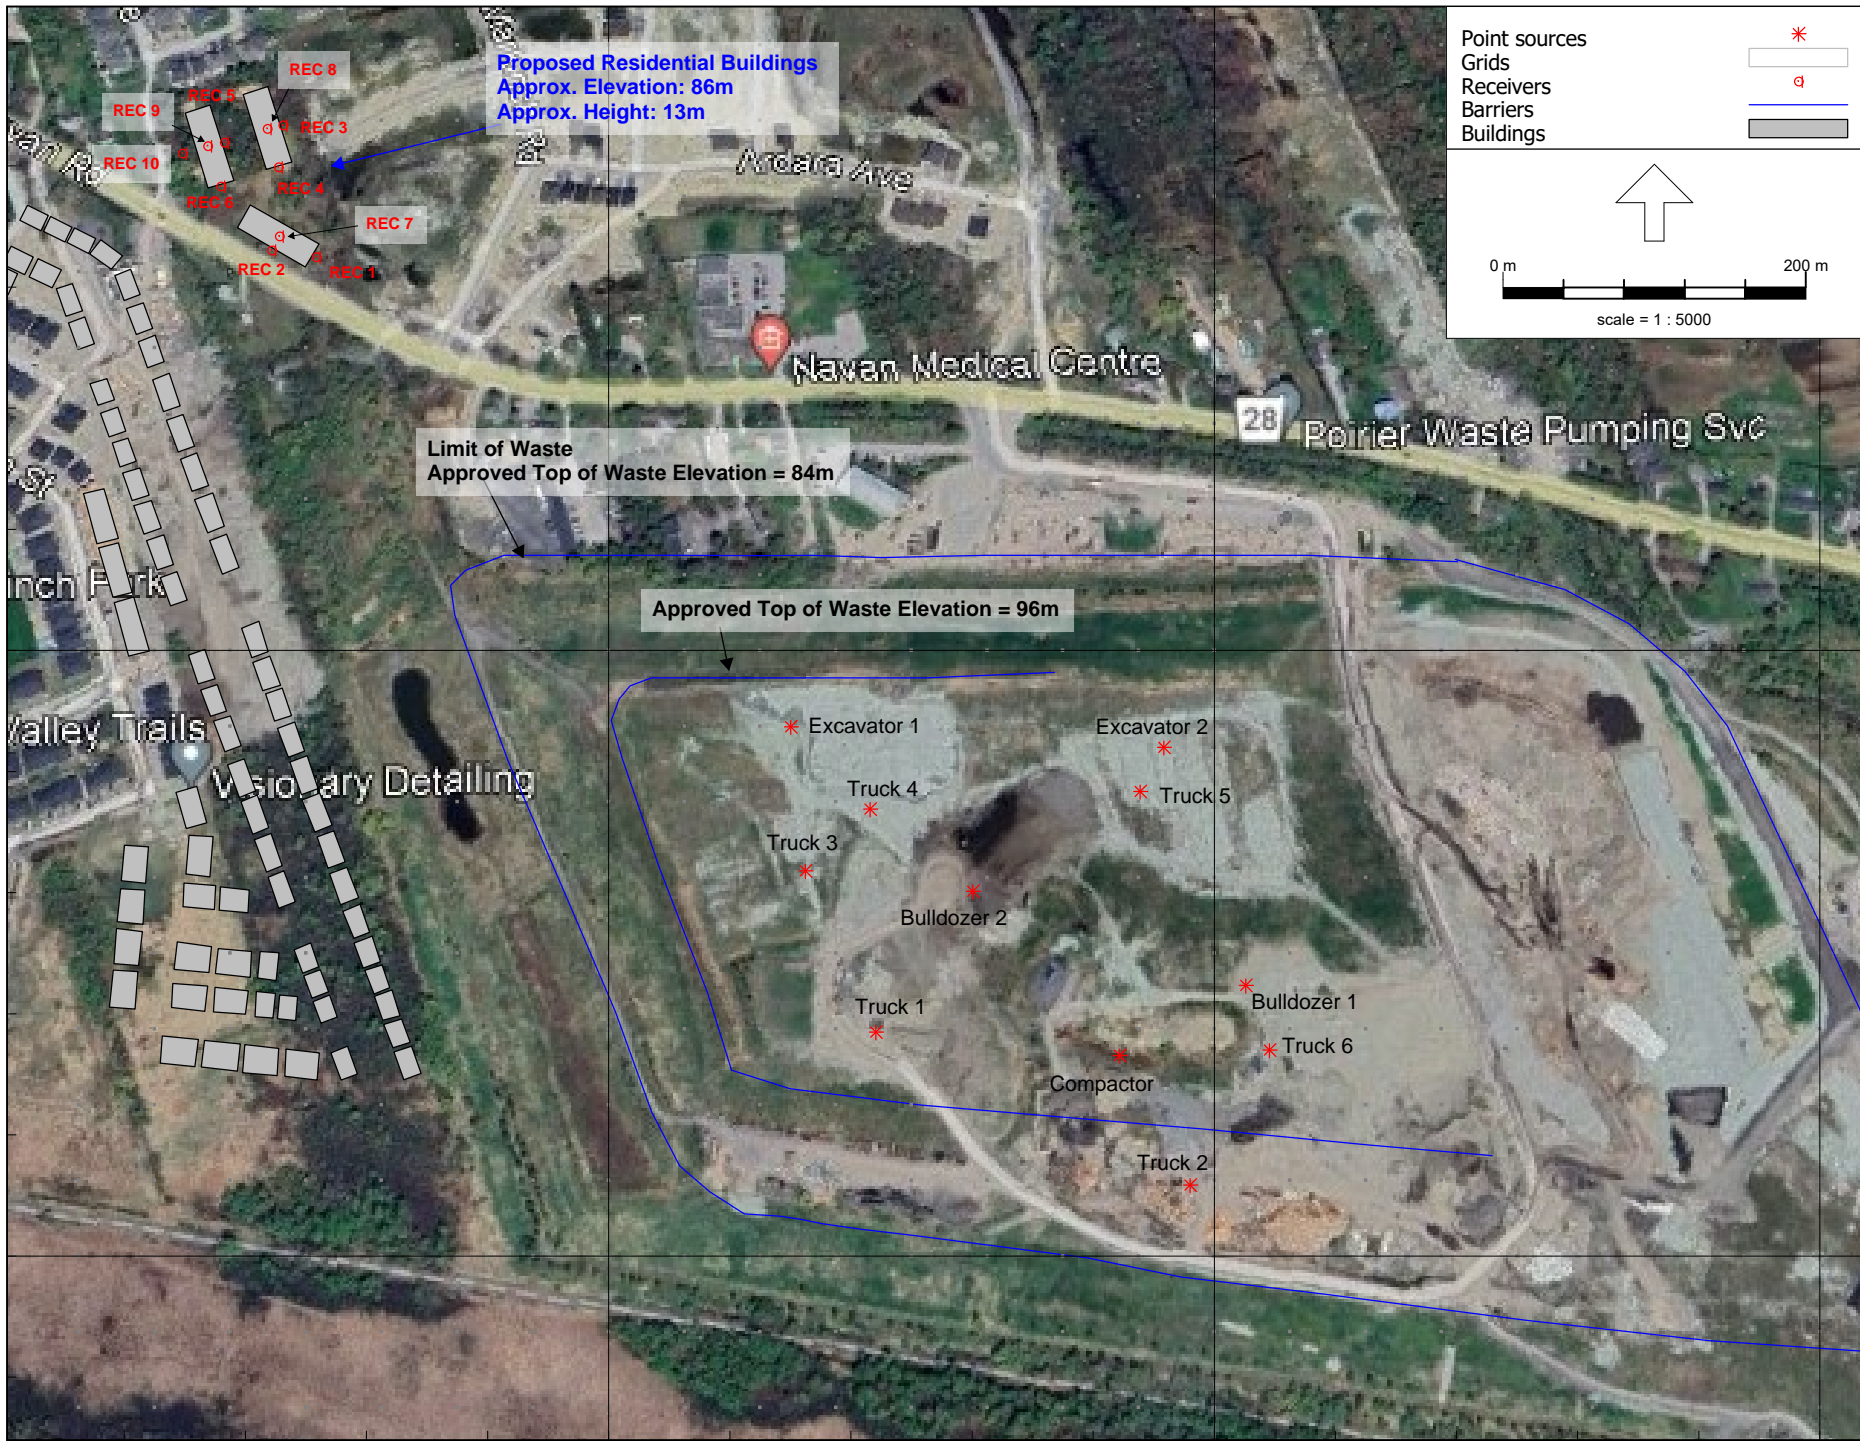 Point sources
Grids
Receivers
Barriers
Buildings
0 m 200 m
scale = 1 : 5000
Proposed Residential Buildings
Approx. Elevation: 86m
Approx. Height: 13m
REC 8
REC 5
REC 9
REC 3
REC 10
REC 4
REC 6
REC 7
REC 2
REC 1
Ardara Ave
Navan Medical Centre
28
Poirier Waste Pumping Svc
Limit of Waste
Approved Top of Waste Elevation = 84m
Approved Top of Waste Elevation = 96m
Valley Trails
Visionary Detailing
Excavator 1
Excavator 2
Truck 4
Truck 5
Truck 3
Bulldozer 2
Bulldozer 1
Truck 1
Truck 6
Compactor
Truck 2